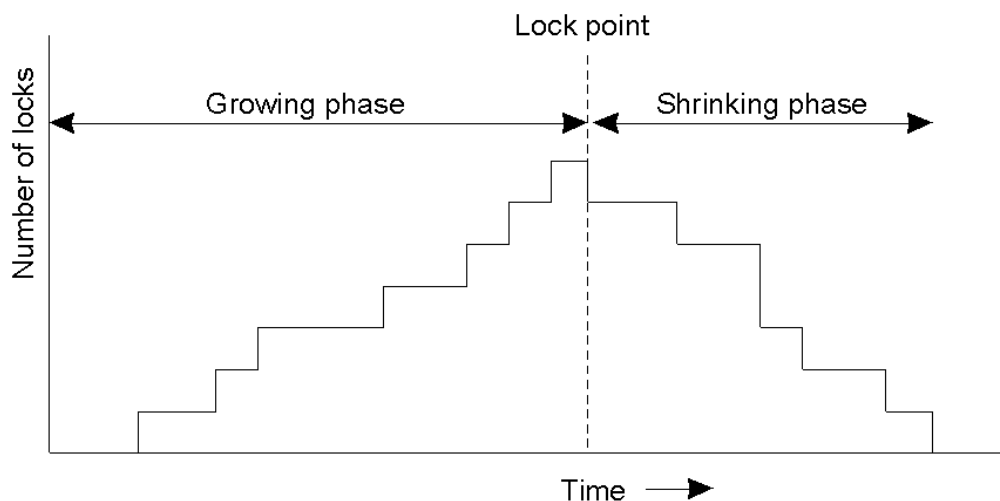 Lock point
Growing phase
Shrinking phase
Number of locks
Time